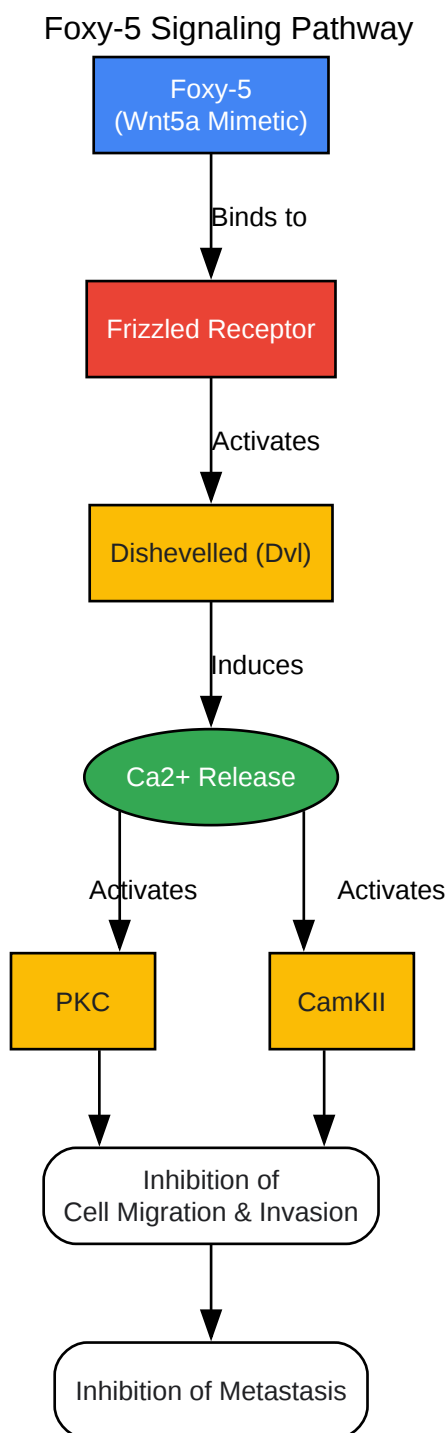 Foxy-5 Signaling Pathway
Foxy-5
(Wnt5a Mimetic)
Binds to
Frizzled Receptor
Activates
Dishevelled (Dvl)
Induces
Ca2+ Release
Activates
Activates
PKC
CamKII
Inhibition of
Cell Migration & Invasion
Inhibition of Metastasis